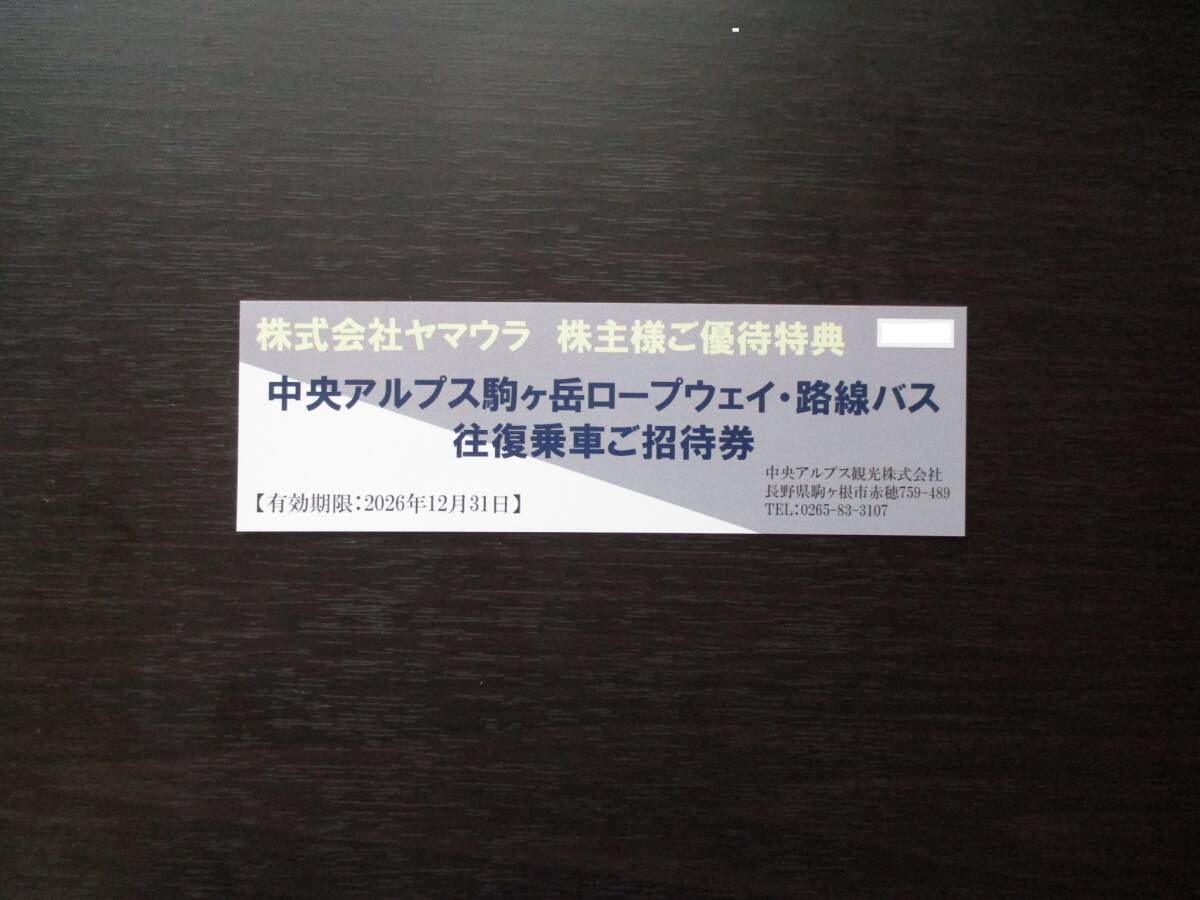 株式会社ヤマウラ 株主様ご優待特典
中央アルプス駒ヶ岳ロープウェイ・路線バス
往復乗車ご招待券
中央アルプス観光株式会社
長野県駒ヶ根市赤穂759-489
TEL：0265-83-3107
【有効期限：2026年12月31日】